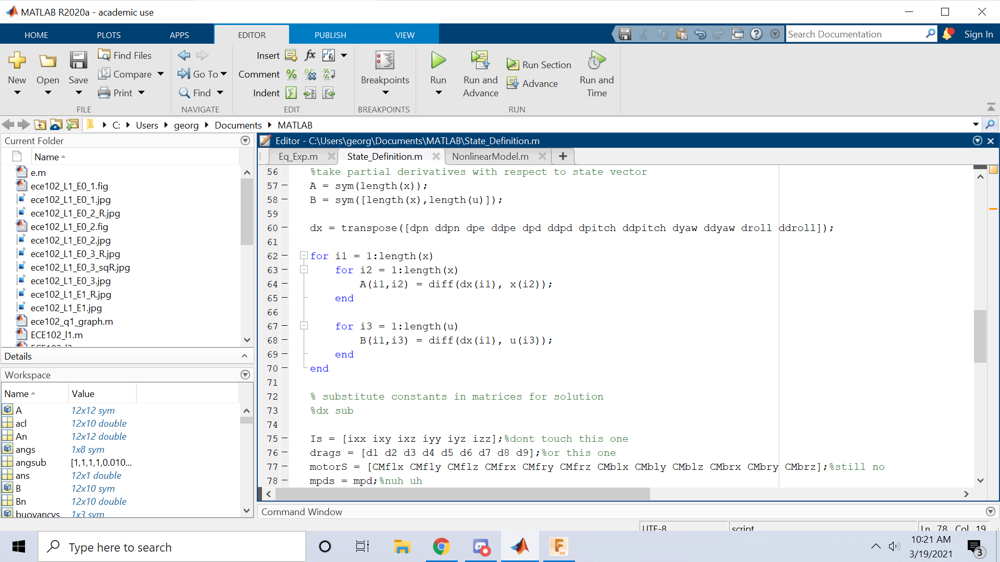 MATLAB R2020a - academic use
HOME PLOTS APPS EDITOR PUBLISH VIEW Search Documentation Sign In
New Open Save Find Files Compare Print FILE
Go To Find NAVIGATE
Insert fx fi Comment Indent EDIT
Breakpoints BREAKPOINTS
Run Run and Advance Run Section Advance Run and Time RUN
C: Users georg Documents MATLAB
Current Folder
Name
e.m
ece102_L1_E0_1.fig
ece102_L1_E0_1.jpg
ece102_L1_E0_2_R.jpg
ece102_L1_E0_2.fig
ece102_L1_E0_2.jpg
ece102_L1_E0_3_R.jpg
ece102_L1_E0_3_sqR.jpg
ece102_L1_E0_3.jpg
ece102_L1_E1_R.jpg
ece102_L1_E1.jpg
ece102_q1_graph.m
ECE102_l1.m
Details
Workspace
Name Value
A 12x12 sym
acl 12x10 double
An 12x12 double
angs 1x8 sym
angsub [1,1,1,1,0.010...
ans 12x1 double
B 12x10 sym
Bn 12x10 double
buoyancys 1x3 sym
Editor - C:\Users\georg\Documents\MATLAB\State_Definition.m
Eq_Exp.m State_Definition.m NonlinearModel.m
56 %take partial derivatives with respect to state vector
57 A = sym(length(x));
58 B = sym([length(x),length(u)]);
59
60 dx = transpose([dpn ddpn dpe ddpe dpd ddpd dpitch ddpitch dyaw ddyaw droll ddroll]);
61
62 for i1 = 1:length(x)
63 for i2 = 1:length(x)
64 A(i1,i2) = diff(dx(i1), x(i2));
65 end
66
67 for i3 = 1:length(u)
68 B(i1,i3) = diff(dx(i1), u(i3));
69 end
70 end
71
72 % substitute constants in matrices for solution
73 %dx sub
74
75 Is = [ixx ixy ixz iyy iyz izz];%dont touch this one
76 drags = [d1 d2 d3 d4 d5 d6 d7 d8 d9];%or this one
77 motorS = [CMflx CMfly CMflz CMfrx CMfry CMfrz CMblx CMbly CMblz CMbrx CMbry CMbrz];%still no
78 mpds = mpd;%nuh uh
Command Window
UTF-8 script Ln 78 Col 19
Type here to search
F 360
10:21 AM
3/19/2021
3